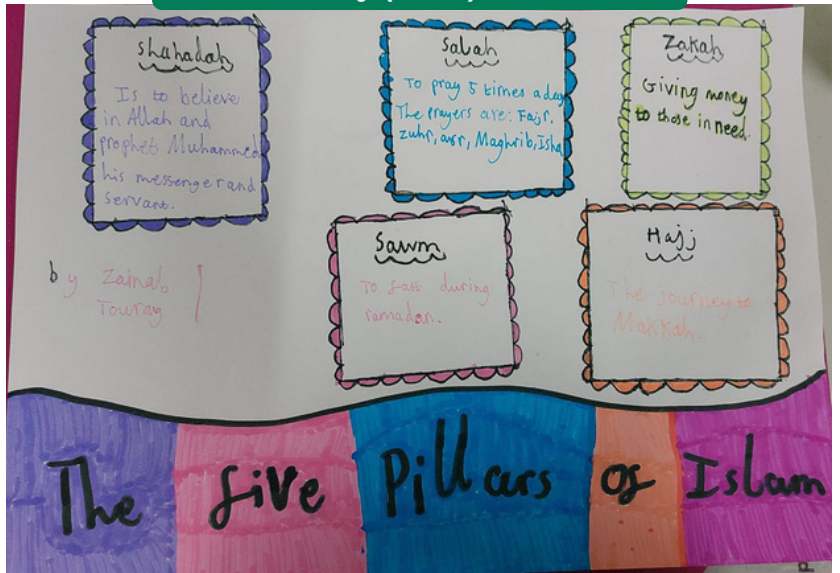 Shahadah
Is to believe
in Allah and
prophet Muhammed
his messenger and
servant.
Salah
To pray 5 times a day
The prayers are: Fajr,
zuhr, asr, Maghrib, Isha
Zakah
Giving money
to those in need.
Sawm
To fast during
ramadan.
Hajj
The journey to
Makkah.
by Zainab
Touray
The five Pillars of Islam